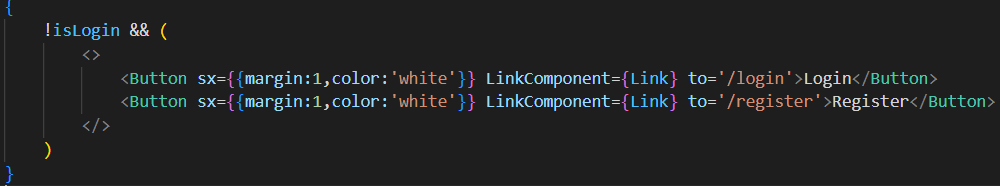 {
!isLogin && (
<>
<Button sx={{margin:1,color:'white'}} LinkComponent={Link} to='/login'>Login</Button>
<Button sx={{margin:1,color:'white'}} LinkComponent={Link} to='/register'>Register</Button>
</>
)
}